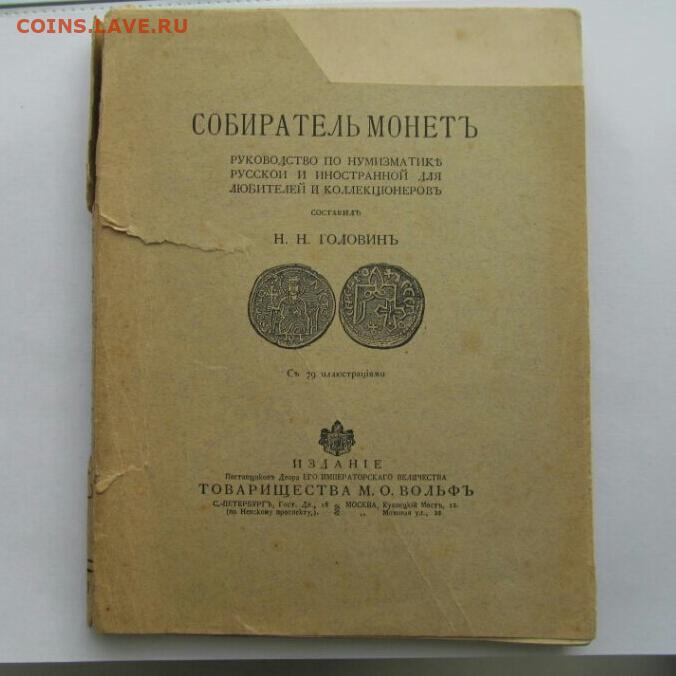 COINS.LAVE.RU
СОБИРАТЕЛЬ МОНЕТЪ
РУКОВОДСТВО ПО НУМИЗМАТИКѢ
РУССКОЙ И ИНОСТРАННОЙ ДЛЯ
ЛЮБИТЕЛЕЙ И КОЛЛЕКЦІОНЕРОВЪ
СОСТАВИЛЪ
Н. Н. ГОЛОВИНЪ
Съ 79 иллюстраціями
ИЗДАНІЕ
Поставщиковъ Двора ЕГО ИМПЕРАТОРСКАГО ВЕЛИЧЕСТВА
ТОВАРИЩЕСТВА М. О. ВОЛЬФЪ
С.-ПЕТЕРБУРГЪ, Гост. Дв., 18 МОСКВА, Кузнецкій Мостъ, 12.
(по Невскому проспекту,). „ Моховая ул.,